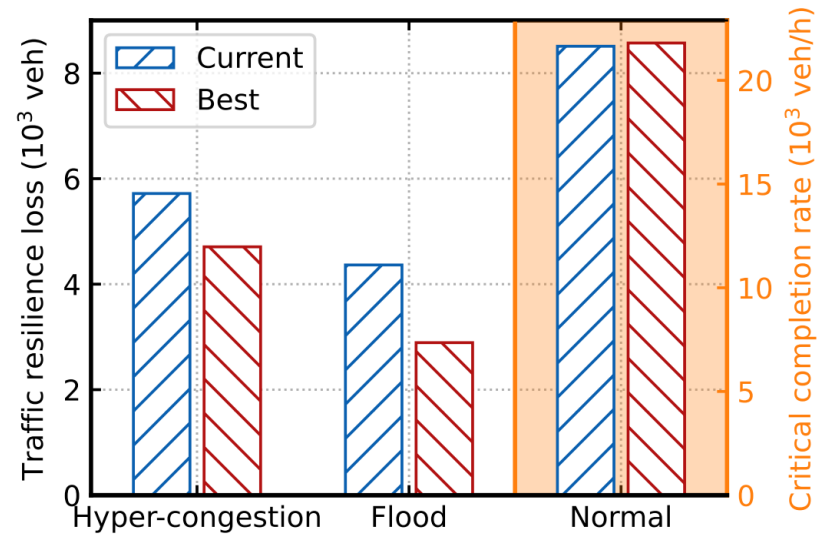 Current
Best
Traffic resilience loss (10³ veh)
0
2
4
6
8
Hyper-congestion
Flood
Normal
0
5
10
15
20
Critical completion rate (10³ veh/h)